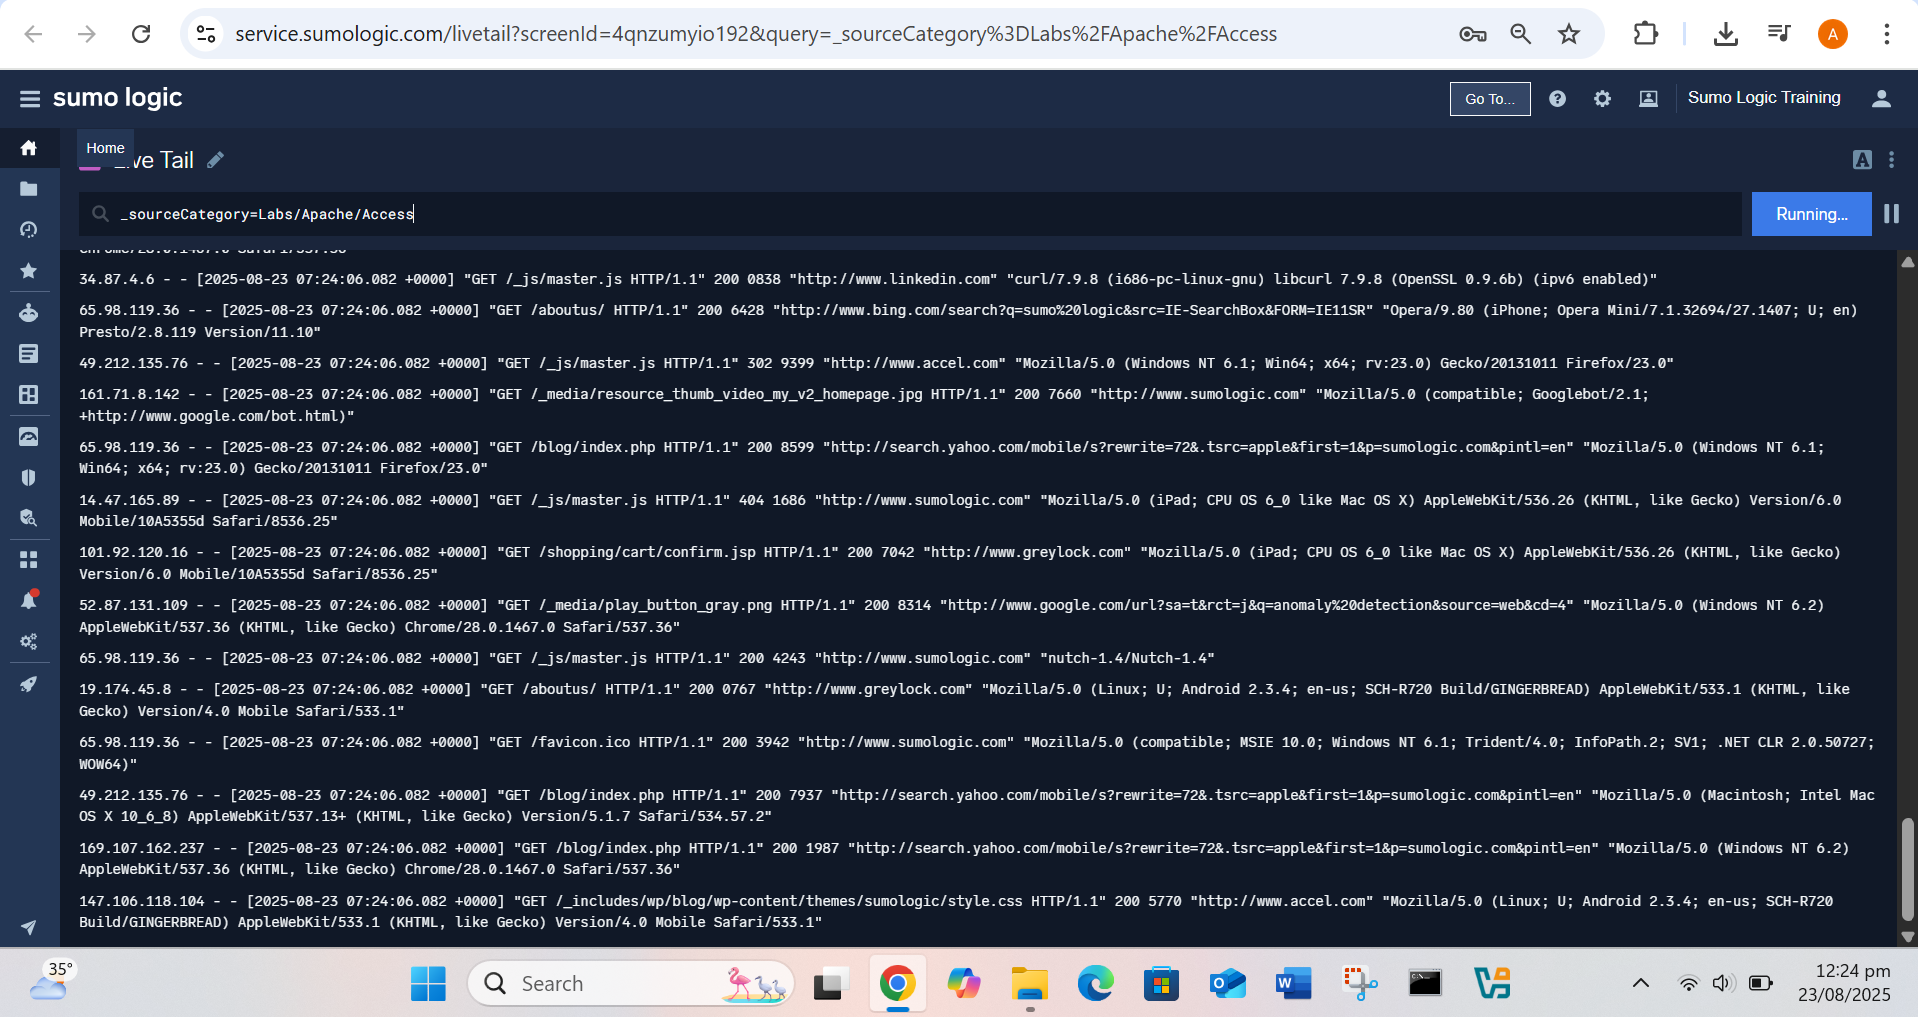 service.sumologic.com/livetail?screenId=4qnzumyio192&query=_sourceCategory%3DLabs%2FApache%2FAccess
A
sumo logic
Go To...
Sumo Logic Training
Home
ve Tail
A
_sourceCategory=Labs/Apache/Access
Running...
34.87.4.6 - - [2025-08-23 07:24:06.082 +0000] "GET /_js/master.js HTTP/1.1" 200 0838 "http://www.linkedin.com" "curl/7.9.8 (i686-pc-linux-gnu) libcurl 7.9.8 (OpenSSL 0.9.6b) (ipv6 enabled)"
65.98.119.36 - - [2025-08-23 07:24:06.082 +0000] "GET /aboutus/ HTTP/1.1" 200 6428 "http://www.bing.com/search?q=sumo%20logic&src=IE-SearchBox&FORM=IE11SR" "Opera/9.80 (iPhone; Opera Mini/7.1.32694/27.1407; U; en)
Presto/2.8.119 Version/11.10"
49.212.135.76 - - [2025-08-23 07:24:06.082 +0000] "GET /_js/master.js HTTP/1.1" 302 9399 "http://www.accel.com" "Mozilla/5.0 (Windows NT 6.1; Win64; x64; rv:23.0) Gecko/20131011 Firefox/23.0"
161.71.8.142 - - [2025-08-23 07:24:06.082 +0000] "GET /_media/resource_thumb_video_my_v2_homepage.jpg HTTP/1.1" 200 7660 "http://www.sumologic.com" "Mozilla/5.0 (compatible; Googlebot/2.1;
+http://www.google.com/bot.html)"
65.98.119.36 - - [2025-08-23 07:24:06.082 +0000] "GET /blog/index.php HTTP/1.1" 200 8599 "http://search.yahoo.com/mobile/s?rewrite=72&.tsrc=apple&first=1&p=sumologic.com&pintl=en" "Mozilla/5.0 (Windows NT 6.1;
Win64; x64; rv:23.0) Gecko/20131011 Firefox/23.0"
14.47.165.89 - - [2025-08-23 07:24:06.082 +0000] "GET /_js/master.js HTTP/1.1" 404 1686 "http://www.sumologic.com" "Mozilla/5.0 (iPad; CPU OS 6_0 like Mac OS X) AppleWebKit/536.26 (KHTML, like Gecko) Version/6.0
Mobile/10A5355d Safari/8536.25"
101.92.120.16 - - [2025-08-23 07:24:06.082 +0000] "GET /shopping/cart/confirm.jsp HTTP/1.1" 200 7042 "http://www.greylock.com" "Mozilla/5.0 (iPad; CPU OS 6_0 like Mac OS X) AppleWebKit/536.26 (KHTML, like Gecko)
Version/6.0 Mobile/10A5355d Safari/8536.25"
52.87.131.109 - - [2025-08-23 07:24:06.082 +0000] "GET /_media/play_button_gray.png HTTP/1.1" 200 8314 "http://www.google.com/url?sa=t&rct=j&q=anomaly%20detection&source=web&cd=4" "Mozilla/5.0 (Windows NT 6.2)
AppleWebKit/537.36 (KHTML, like Gecko) Chrome/28.0.1467.0 Safari/537.36"
65.98.119.36 - - [2025-08-23 07:24:06.082 +0000] "GET /_js/master.js HTTP/1.1" 200 4243 "http://www.sumologic.com" "nutch-1.4/Nutch-1.4"
19.174.45.8 - - [2025-08-23 07:24:06.082 +0000] "GET /aboutus/ HTTP/1.1" 200 0767 "http://www.greylock.com" "Mozilla/5.0 (Linux; U; Android 2.3.4; en-us; SCH-R720 Build/GINGERBREAD) AppleWebKit/533.1 (KHTML, like
Gecko) Version/4.0 Mobile Safari/533.1"
65.98.119.36 - - [2025-08-23 07:24:06.082 +0000] "GET /favicon.ico HTTP/1.1" 200 3942 "http://www.sumologic.com" "Mozilla/5.0 (compatible; MSIE 10.0; Windows NT 6.1; Trident/4.0; InfoPath.2; SV1; .NET CLR 2.0.50727;
WOW64)"
49.212.135.76 - - [2025-08-23 07:24:06.082 +0000] "GET /blog/index.php HTTP/1.1" 200 7937 "http://search.yahoo.com/mobile/s?rewrite=72&.tsrc=apple&first=1&p=sumologic.com&pintl=en" "Mozilla/5.0 (Macintosh; Intel Mac
OS X 10_6_8) AppleWebKit/537.13+ (KHTML, like Gecko) Version/5.1.7 Safari/534.57.2"
169.107.162.237 - - [2025-08-23 07:24:06.082 +0000] "GET /blog/index.php HTTP/1.1" 200 1987 "http://search.yahoo.com/mobile/s?rewrite=72&.tsrc=apple&first=1&p=sumologic.com&pintl=en" "Mozilla/5.0 (Windows NT 6.2)
AppleWebKit/537.36 (KHTML, like Gecko) Chrome/28.0.1467.0 Safari/537.36"
147.106.118.104 - - [2025-08-23 07:24:06.082 +0000] "GET /_includes/wp/blog/wp-content/themes/sumologic/style.css HTTP/1.1" 200 5770 "http://www.accel.com" "Mozilla/5.0 (Linux; U; Android 2.3.4; en-us; SCH-R720
Build/GINGERBREAD) AppleWebKit/533.1 (KHTML, like Gecko) Version/4.0 Mobile Safari/533.1"
35°
Search
12:24 pm
23/08/2025